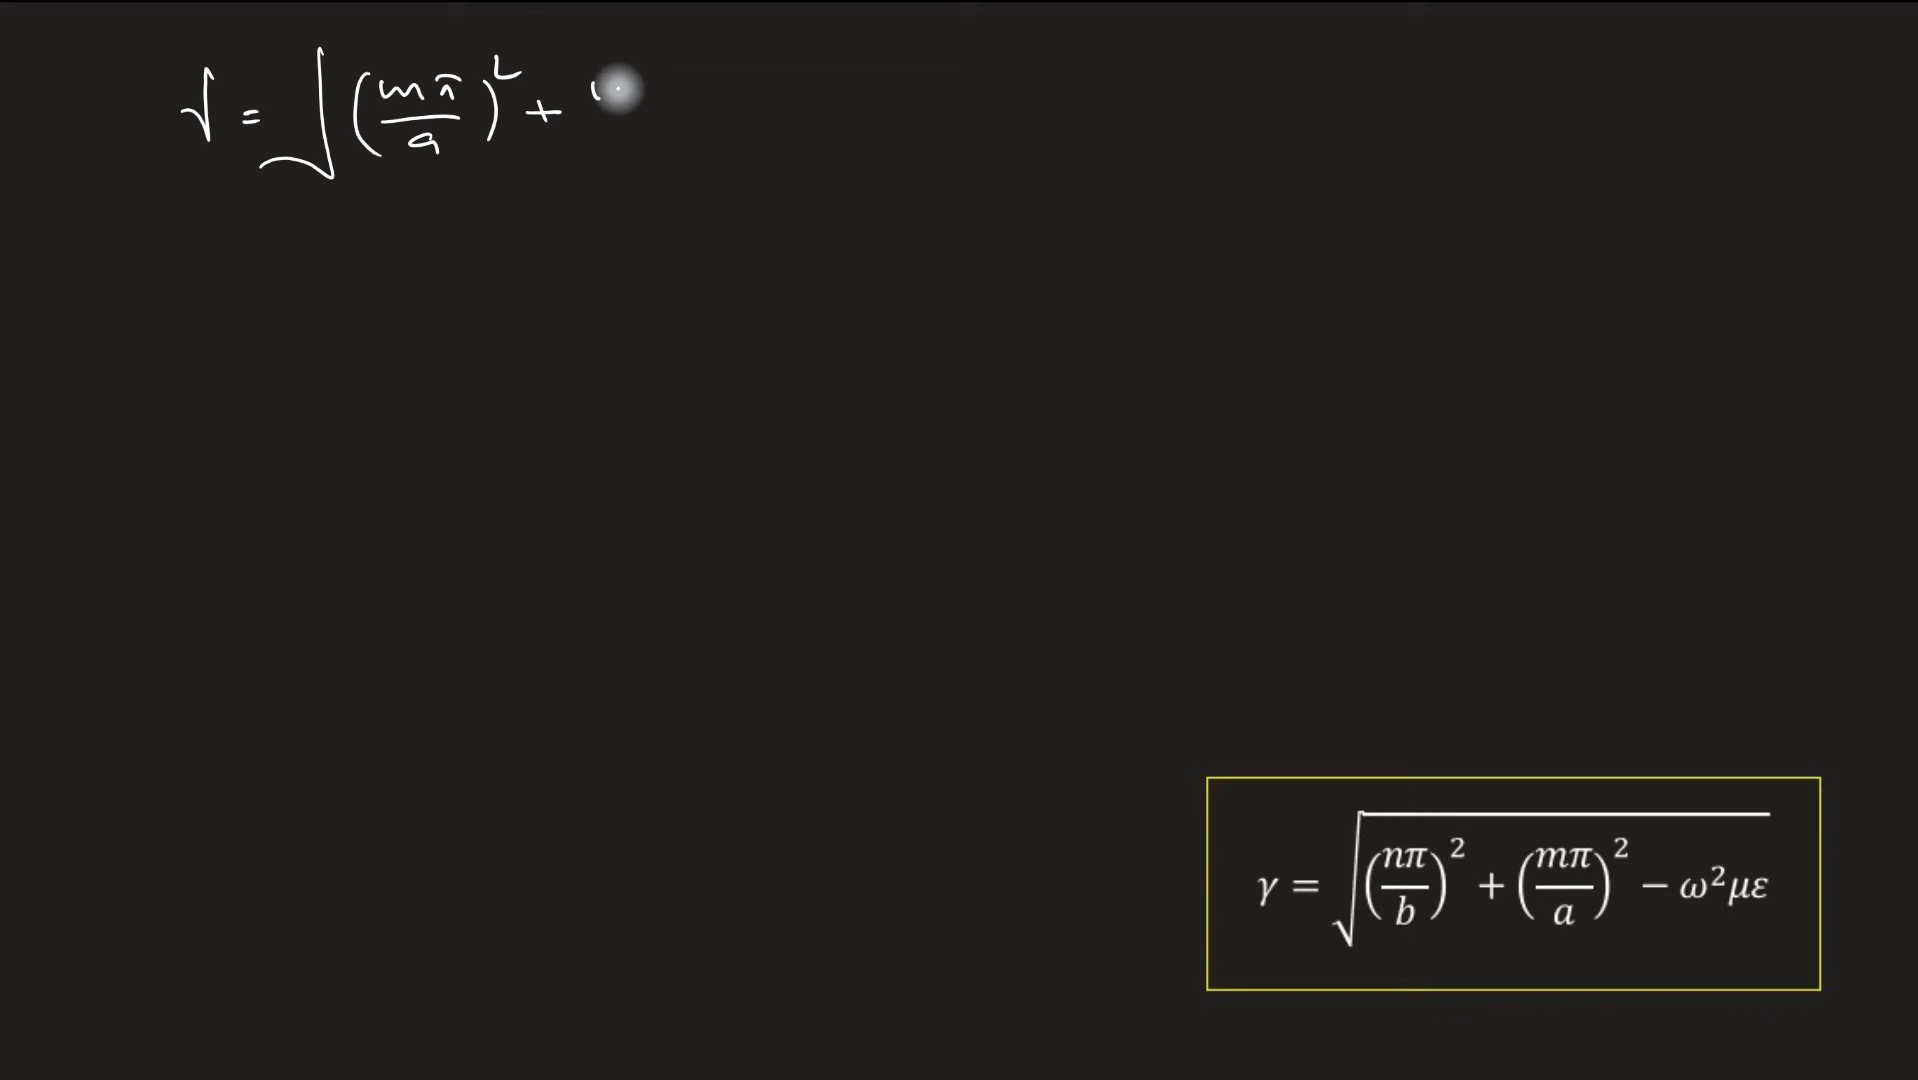 γ = √(mπ/a)² + (
γ = √(nπ/b)² + (mπ/a)² − ω²με